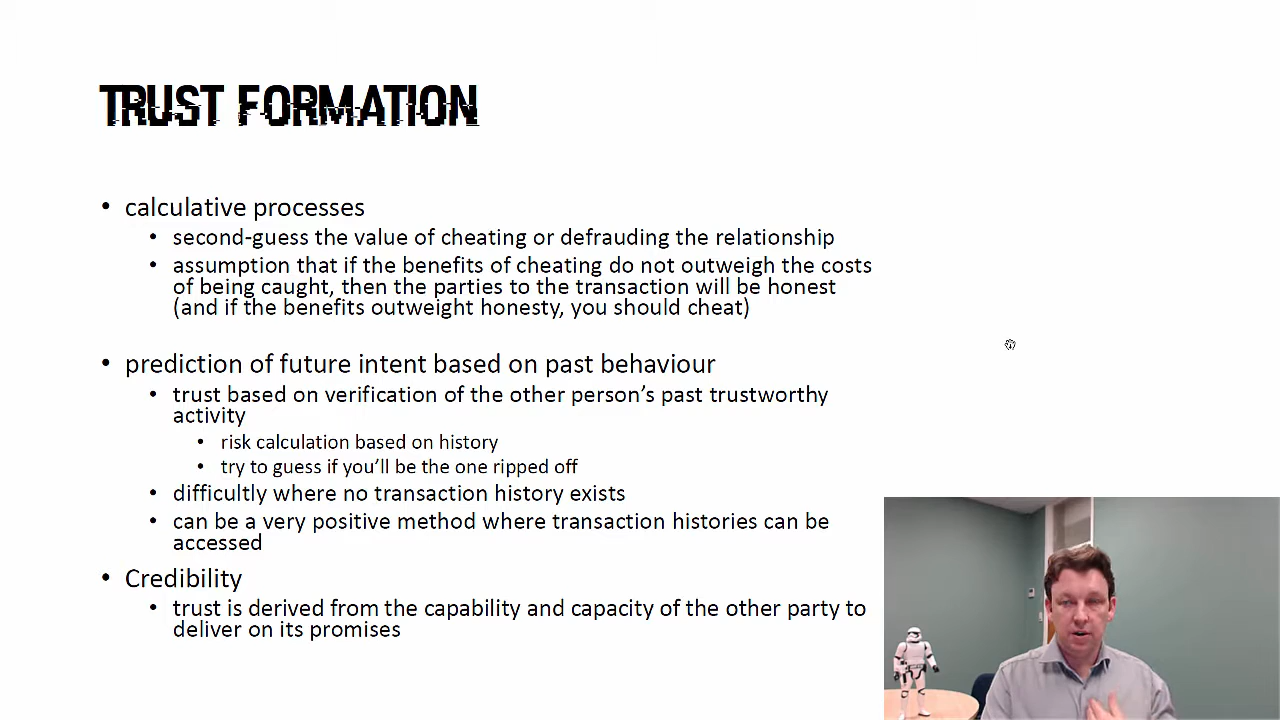 TRUST FORMATION
• calculative processes
• second-guess the value of cheating or defrauding the relationship
• assumption that if the benefits of cheating do not outweigh the costs
of being caught, then the parties to the transaction will be honest
(and if the benefits outweight honesty, you should cheat)
• prediction of future intent based on past behaviour
• trust based on verification of the other person’s past trustworthy
activity
• risk calculation based on history
• try to guess if you’ll be the one ripped off
• difficultly where no transaction history exists
• can be a very positive method where transaction histories can be
accessed
• Credibility
• trust is derived from the capability and capacity of the other party to
deliver on its promises